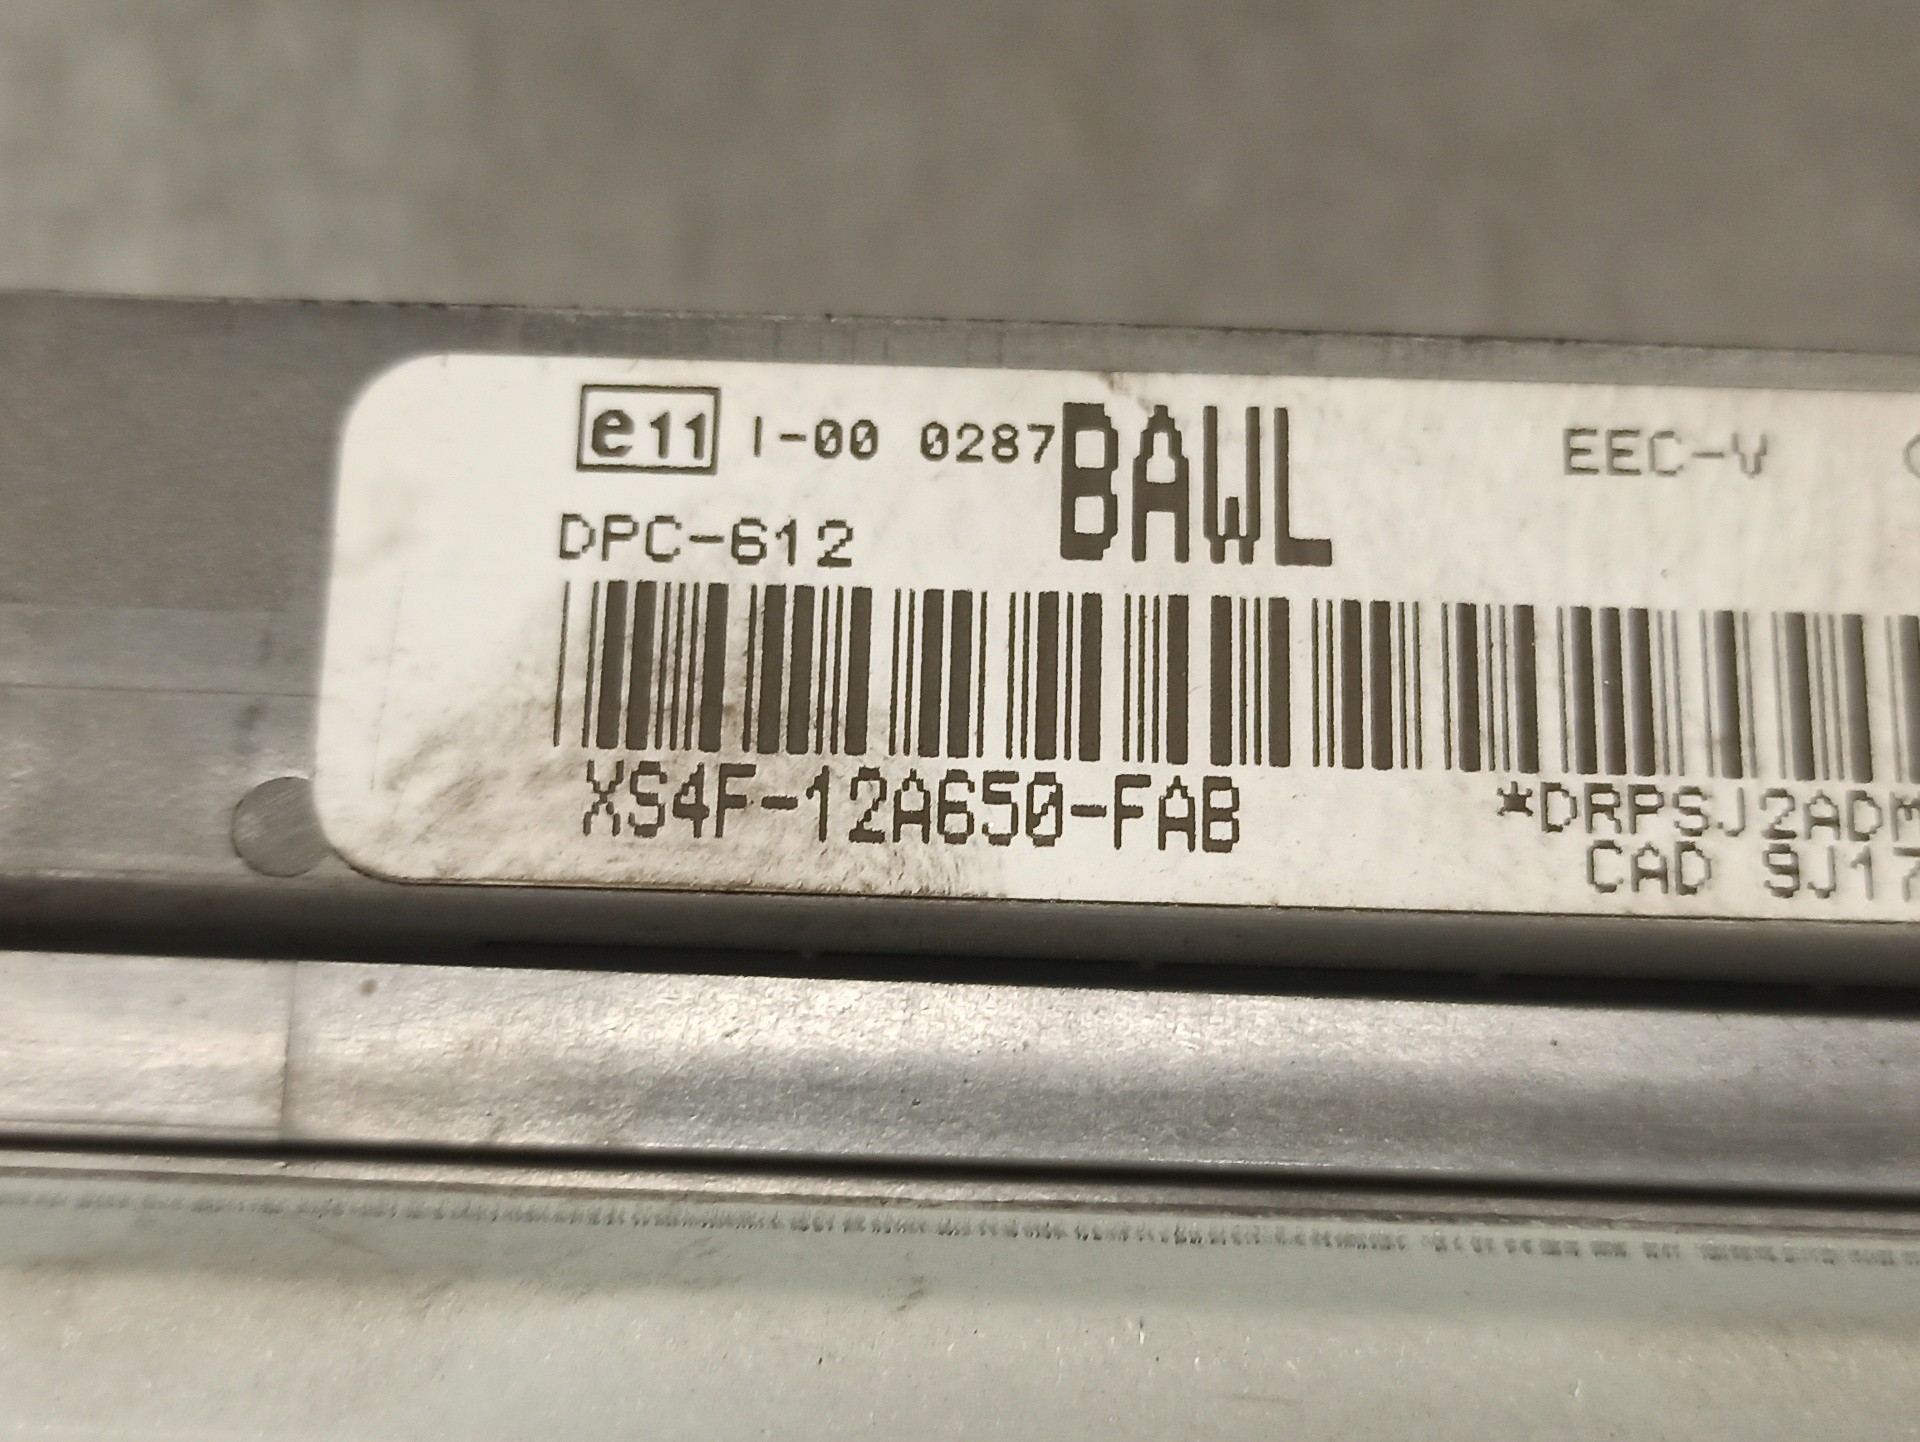 e11 I-00 0287 BAWL EEC-V
DPC-612
XS4F-12A650-FAB *DRPSJ2ADM
CAD 9J17